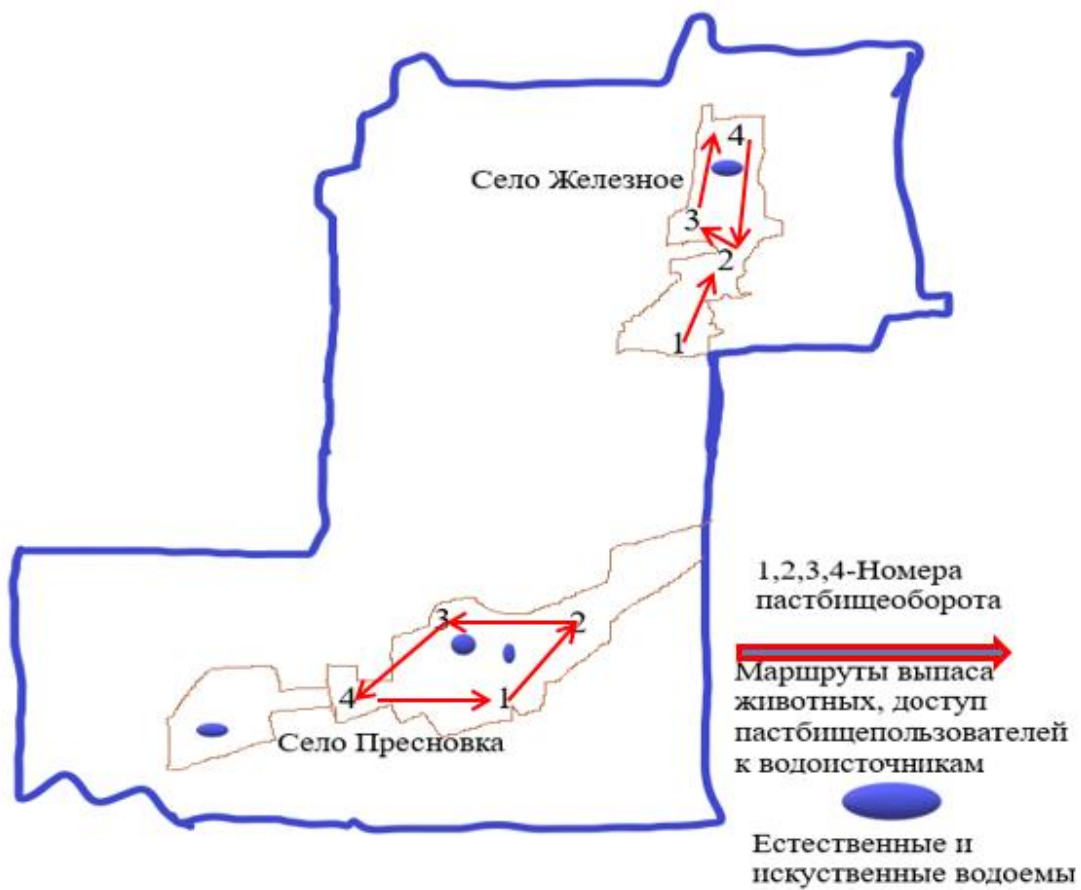 4
Село Железное
3
2
1
3
2
4
1
Село Пресновка
1,2,3,4-Номера
пастбищеоборота
Маршруты выпаса
животных, доступ
пастбищепользователей
к водоисточникам
Естественные и
искуственные водоемы